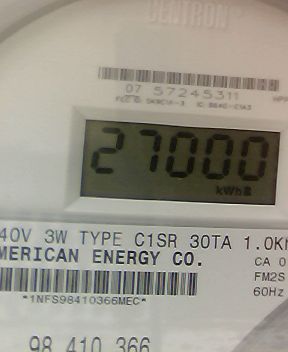 CENTRON®
07 57245311
27000
kWh
40V 3W TYPE C1SR 30TA 1.0Kh
MERICAN ENERGY CO.
CA 0
FM2S
60Hz
*1NFS98410366MEC*
98 410 366